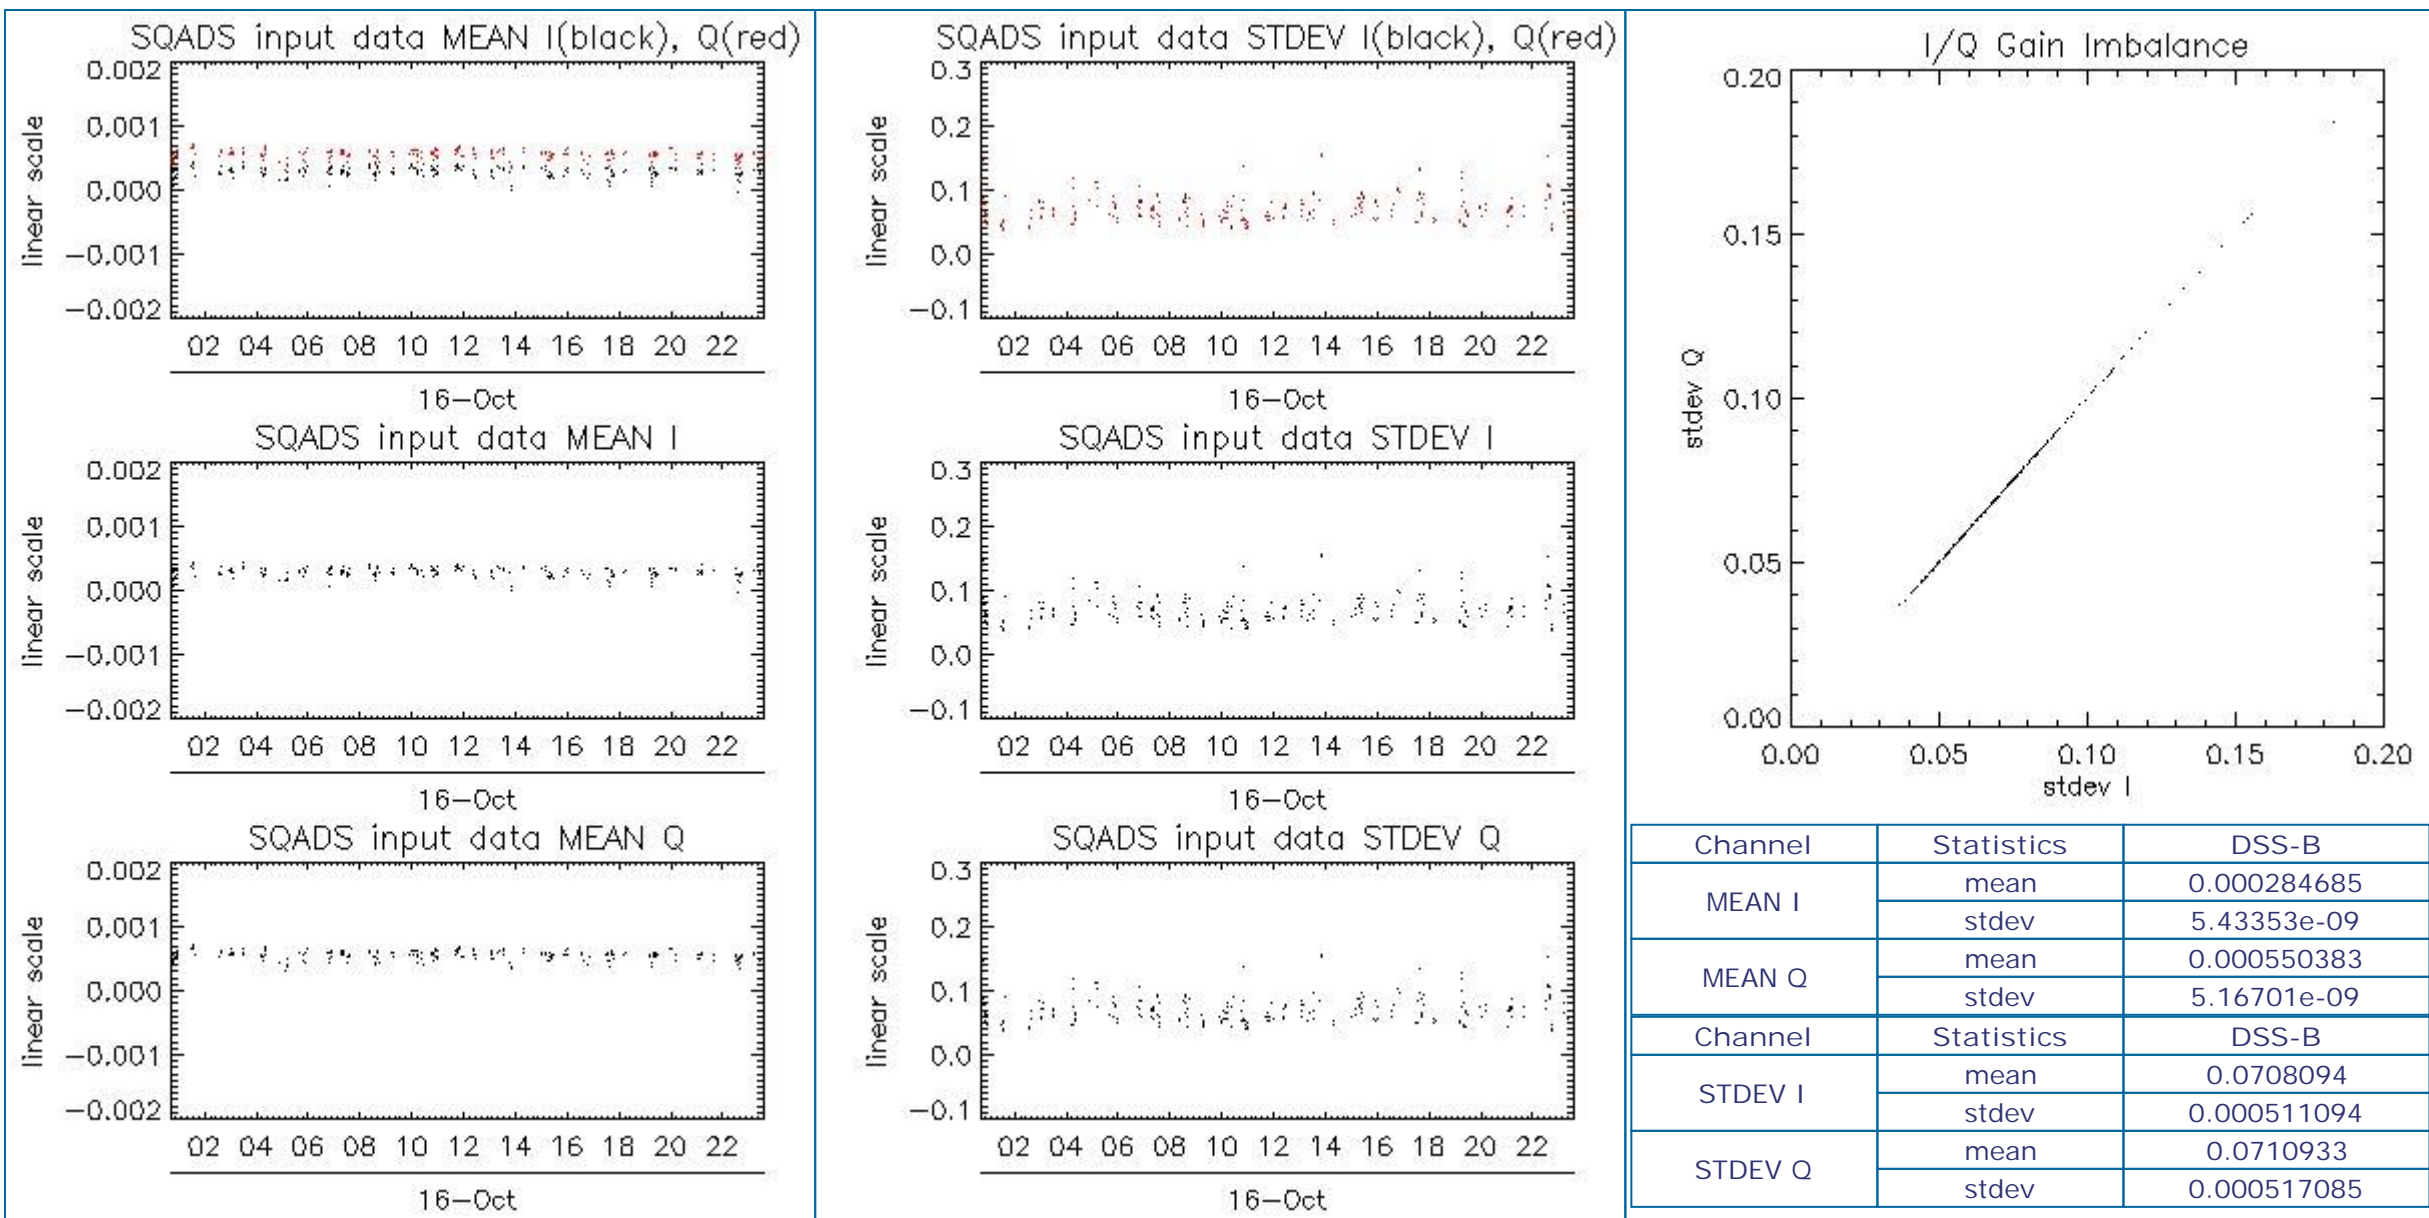 SQADS input data MEAN I(black), Q(red)
0.002
0.001
0.000
-0.001
-0.002
linear scale
02 04 06 08 10 12 14 16 18 20 22
16-Oct
SQADS input data MEAN I
0.002
0.001
0.000
-0.001
-0.002
linear scale
02 04 06 08 10 12 14 16 18 20 22
16-Oct
SQADS input data MEAN Q
0.002
0.001
0.000
-0.001
-0.002
linear scale
02 04 06 08 10 12 14 16 18 20 22
16-Oct
SQADS input data STDEV I(black), Q(red)
0.3
0.2
0.1
0.0
-0.1
linear scale
02 04 06 08 10 12 14 16 18 20 22
16-Oct
SQADS input data STDEV I
0.3
0.2
0.1
0.0
-0.1
linear scale
02 04 06 08 10 12 14 16 18 20 22
16-Oct
SQADS input data STDEV Q
0.3
0.2
0.1
0.0
-0.1
linear scale
02 04 06 08 10 12 14 16 18 20 22
16-Oct
I/Q Gain Imbalance
0.20
0.15
0.10
0.05
0.00
stdev Q
0.00 0.05 0.10 0.15 0.20
stdev I
Channel Statistics DSS-B
MEAN I mean 0.000284685
stdev 5.43353e-09
MEAN Q mean 0.000550383
stdev 5.16701e-09
Channel Statistics DSS-B
STDEV I mean 0.0708094
stdev 0.000511094
STDEV Q mean 0.0710933
stdev 0.000517085